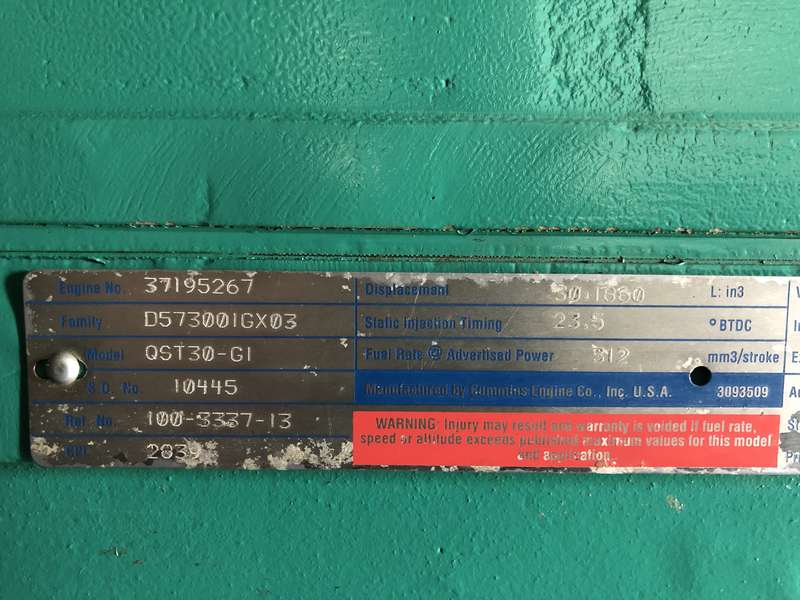 Engine No. 37195267
Family D573001GX03
Model QST30-G1
S.O. No. 10445
Ref. No. 100-3337-13
2839
Displacement 30.1860 L: in3
Static Injection Timing 23.5 °BTDC
Fuel Rate @ Advertised Power 512 mm3/stroke
Manufactured by Cummins Engine Co., Inc. U.S.A. 3093509
WARNING: Injury may result and warranty is voided if fuel rate,
speed or altitude exceeds published maximum values for this model
and application.